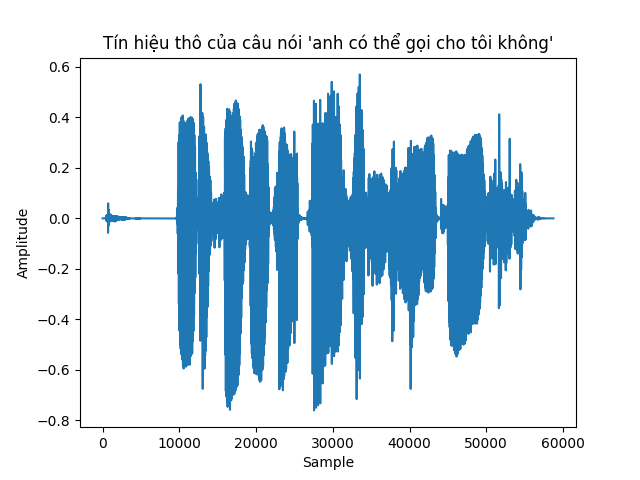 Tín hiệu thô của câu nói 'anh có thể gọi cho tôi không'
0.6
0.4
0.2
0.0
−0.2
−0.4
−0.6
−0.8
Amplitude
0 10000 20000 30000 40000 50000 60000
Sample